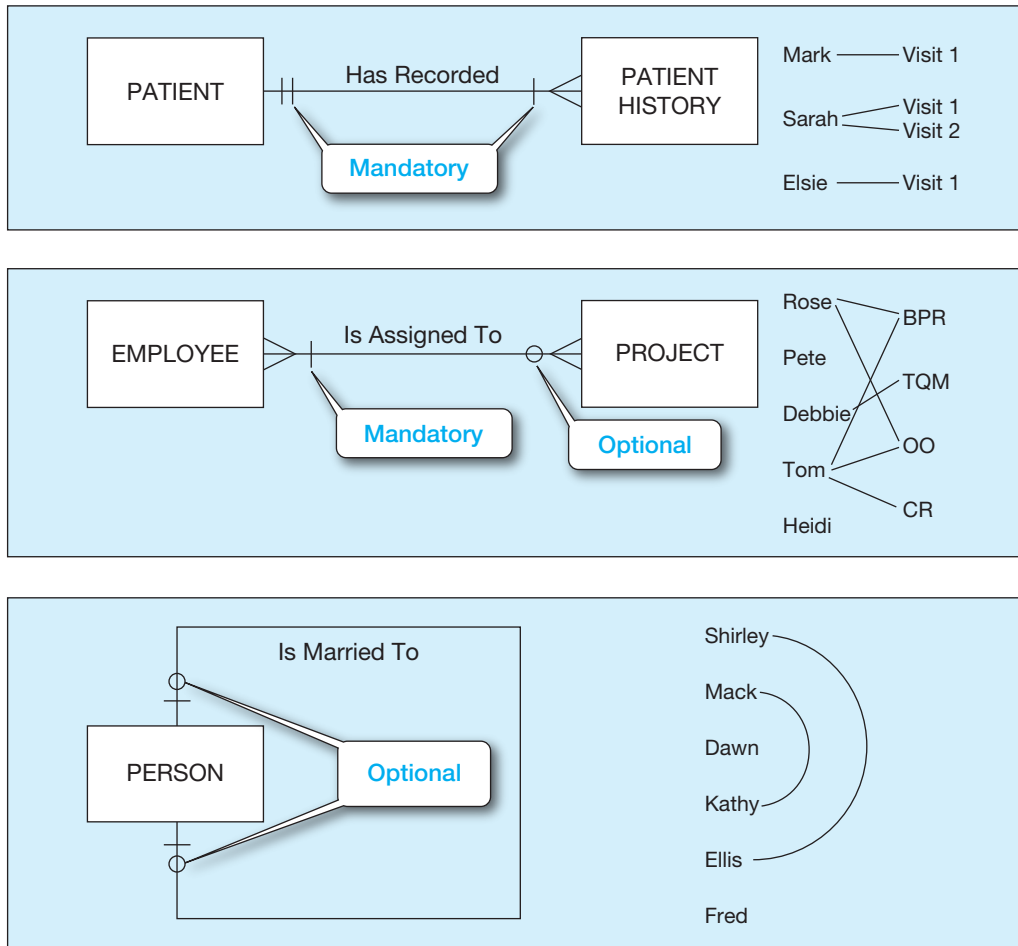 PATIENT
Has Recorded
PATIENT
HISTORY
Mandatory
Mark
Visit 1
Sarah
Visit 1
Visit 2
Elsie
Visit 1
EMPLOYEE
Is Assigned To
PROJECT
Mandatory
Optional
Rose
BPR
Pete
TQM
Debbie
OO
Tom
CR
Heidi
Is Married To
PERSON
Optional
Shirley
Mack
Dawn
Kathy
Ellis
Fred